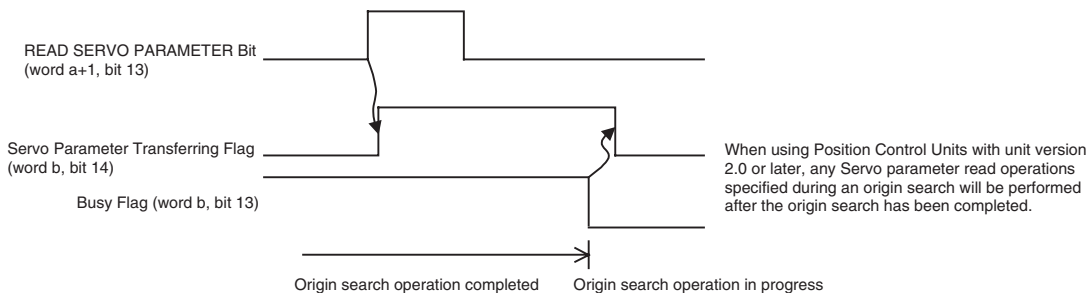 READ SERVO PARAMETER Bit
(word a+1, bit 13)
Servo Parameter Transferring Flag
(word b, bit 14)
Busy Flag (word b, bit 13)
When using Position Control Units with unit version
2.0 or later, any Servo parameter read operations
specified during an origin search will be performed
after the origin search has been completed.
Origin search operation completed
Origin search operation in progress